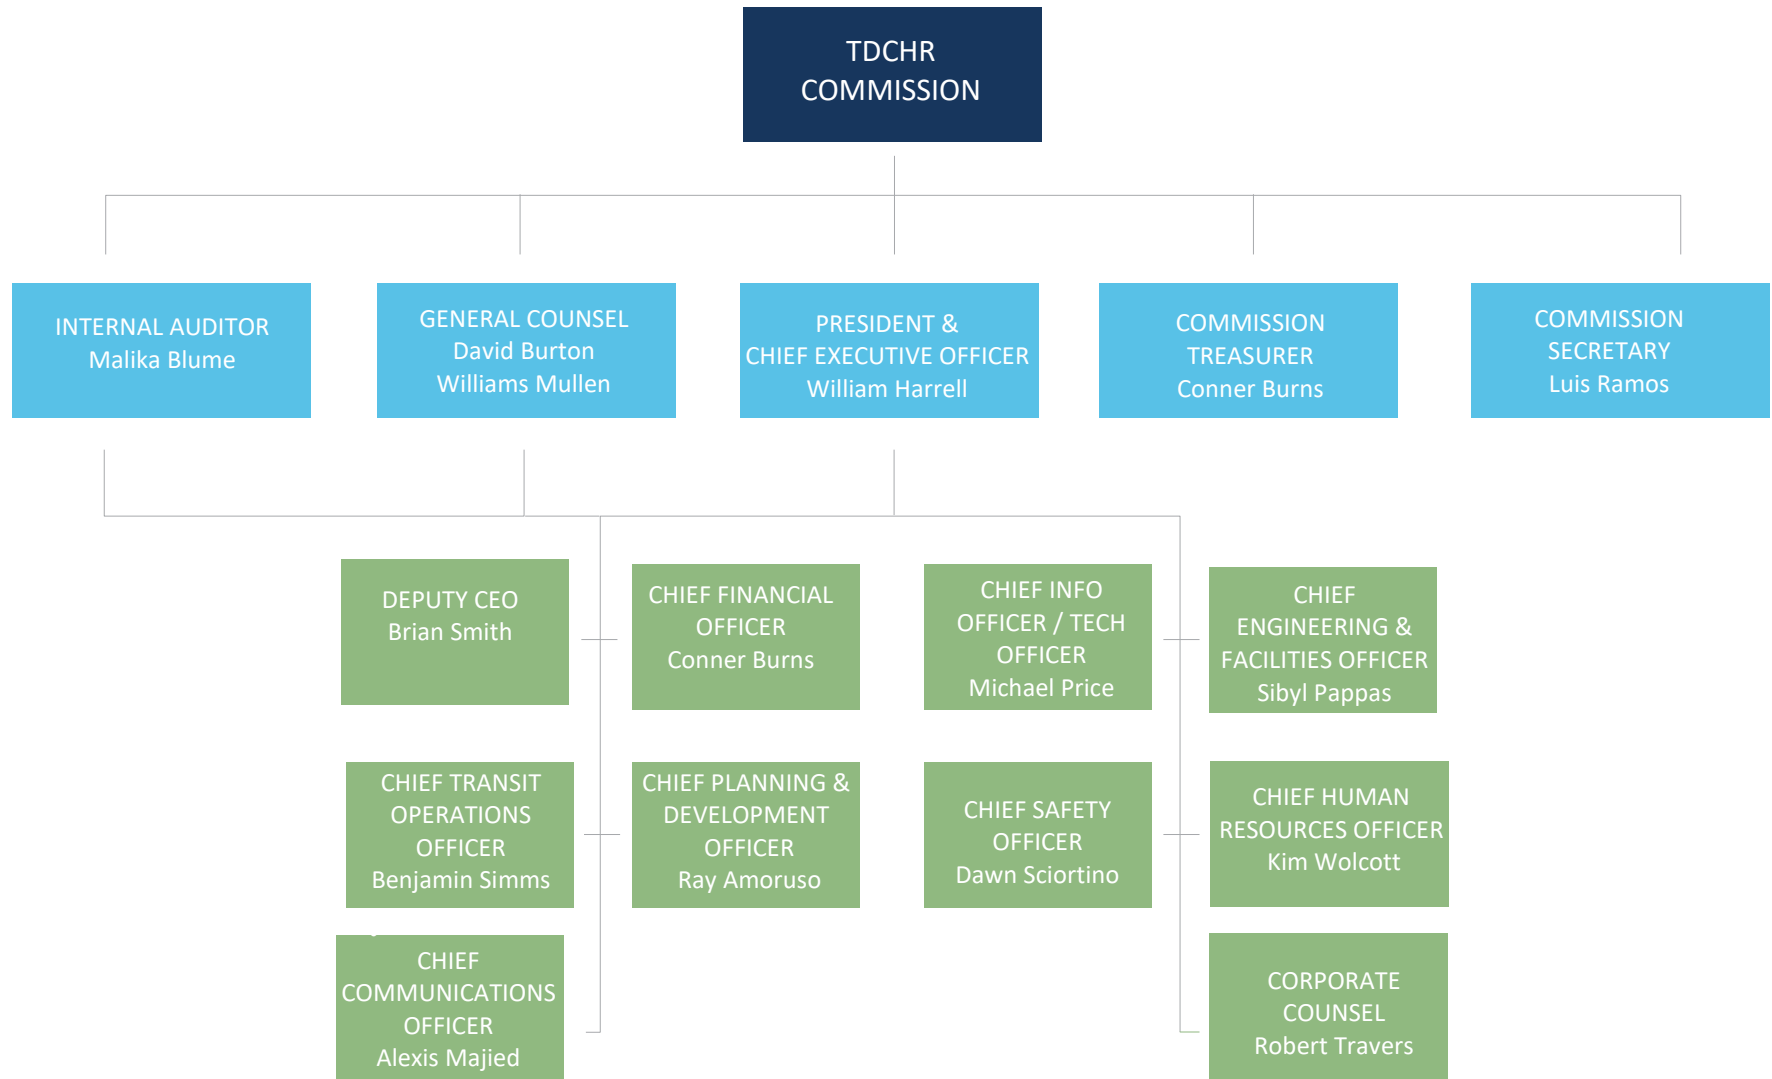 TDCHR
COMMISSION
INTERNAL AUDITOR
Malika Blume
GENERAL COUNSEL
David Burton
Williams Mullen
PRESIDENT &
CHIEF EXECUTIVE OFFICER
William Harrell
COMMISSION
TREASURER
Conner Burns
COMMISSION
SECRETARY
Luis Ramos
DEPUTY CEO
Brian Smith
CHIEF FINANCIAL
OFFICER
Conner Burns
CHIEF INFO
OFFICER / TECH
OFFICER
Michael Price
CHIEF
ENGINEERING &
FACILITIES OFFICER
Sibyl Pappas
CHIEF TRANSIT
OPERATIONS
OFFICER
Benjamin Simms
CHIEF PLANNING &
DEVELOPMENT
OFFICER
Ray Amoruso
CHIEF SAFETY
OFFICER
Dawn Sciortino
CHIEF HUMAN
RESOURCES OFFICER
Kim Wolcott
CHIEF
COMMUNICATIONS
OFFICER
Alexis Majied
CORPORATE
COUNSEL
Robert Travers